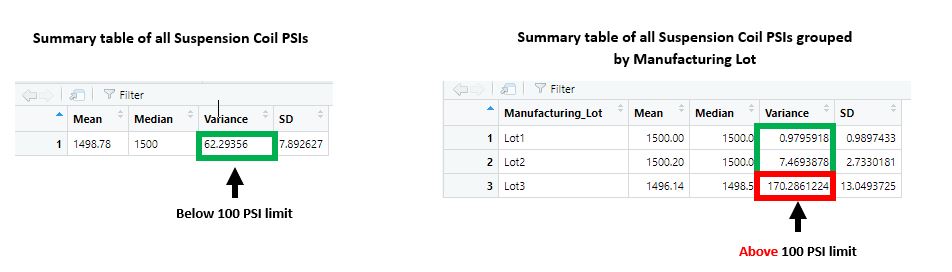 Summary table of all Suspension Coil PSIs
Filter
Mean Median Variance SD
1 1498.78 1500 62.29356 7.892627
Below 100 PSI limit
Summary table of all Suspension Coil PSIs grouped
by Manufacturing Lot
Filter
Manufacturing_Lot Mean Median Variance SD
1 Lot1 1500.00 1500.0 0.9795918 0.9897433
2 Lot2 1500.20 1500.0 7.4693878 2.7330181
3 Lot3 1496.14 1498.5 170.2861224 13.0493725
Above 100 PSI limit